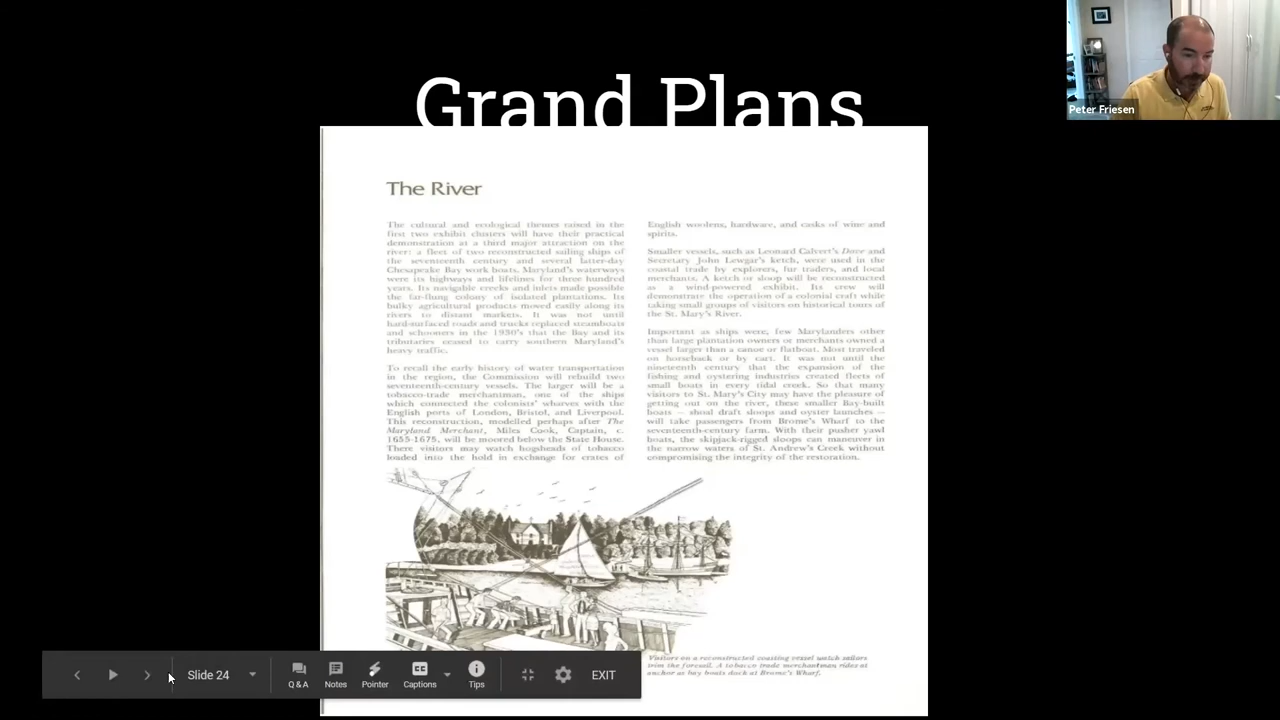 Grand Plans
Peter Friesen
The River
The cultural and ecological themes raised in the
first two exhibit clusters will have their practical
demonstration at a third major attraction on the
river: a fleet of two reconstructed sailing ships of
the seventeenth century and several latter-day
Chesapeake Bay work boats. Maryland's waterways
were its highways and lifelines for three hundred
years. Its navigable creeks and inlets made possible
the far-flung colony of isolated plantations. Its
bulky agricultural products moved easily along its
rivers to distant markets. It was not until
hard-surfaced roads and trucks replaced steamboats
and schooners in the 1930's that the Bay and its
tributaries ceased to carry southern Maryland's
heavy traffic.
To recall the early history of water transportation
in the region, the Commission will rebuild two
seventeenth-century vessels. The larger will be a
tobacco-trade merchantman, one of the ships
which connected the colonists' wharves with the
English ports of London, Bristol, and Liverpool.
This reconstruction, modelled perhaps after The
Maryland Merchant, Miles Cook, Captain, c.
1655-1675, will be moored below the State House.
There visitors may watch hogsheads of tobacco
loaded into the hold in exchange for crates of
English woolens, hardware, and casks of wine and
spirits.
Smaller vessels, such as Leonard Calvert's Dove and
Secretary John Lewgar's ketch, were used in the
coastal trade by explorers, fur traders, and local
merchants. A ketch or sloop will be reconstructed
as a wind-powered exhibit. Its crew will
demonstrate the operation of a colonial craft while
taking small groups of visitors on historical tours of
the St. Mary's River.
Important as ships were, few Marylanders other
than large plantation owners or merchants owned a
vessel larger than a canoe or flatboat. Most traveled
on horseback or by cart. It was not until the
nineteenth century that the expansion of the
fishing and oystering industries created fleets of
small boats in every tidal creek. So that many
visitors to St. Mary's City may have the pleasure of
getting out on the river, these smaller Bay-built
boats — shoal draft sloops and oyster launches —
will take passengers from Brome's Wharf to the
seventeenth-century farm. With their pusher yawl
boats, the skipjack-rigged sloops can maneuver in
the narrow waters of St. Andrew's Creek without
compromising the integrity of the restoration.
Visitors on a reconstructed coasting vessel watch sailors
trim the foresail. A tobacco trade merchantman rides at
anchor as bay boats dock at Brome's Wharf.
Slide 24
Q & A
Notes
Pointer
Captions
Tips
EXIT